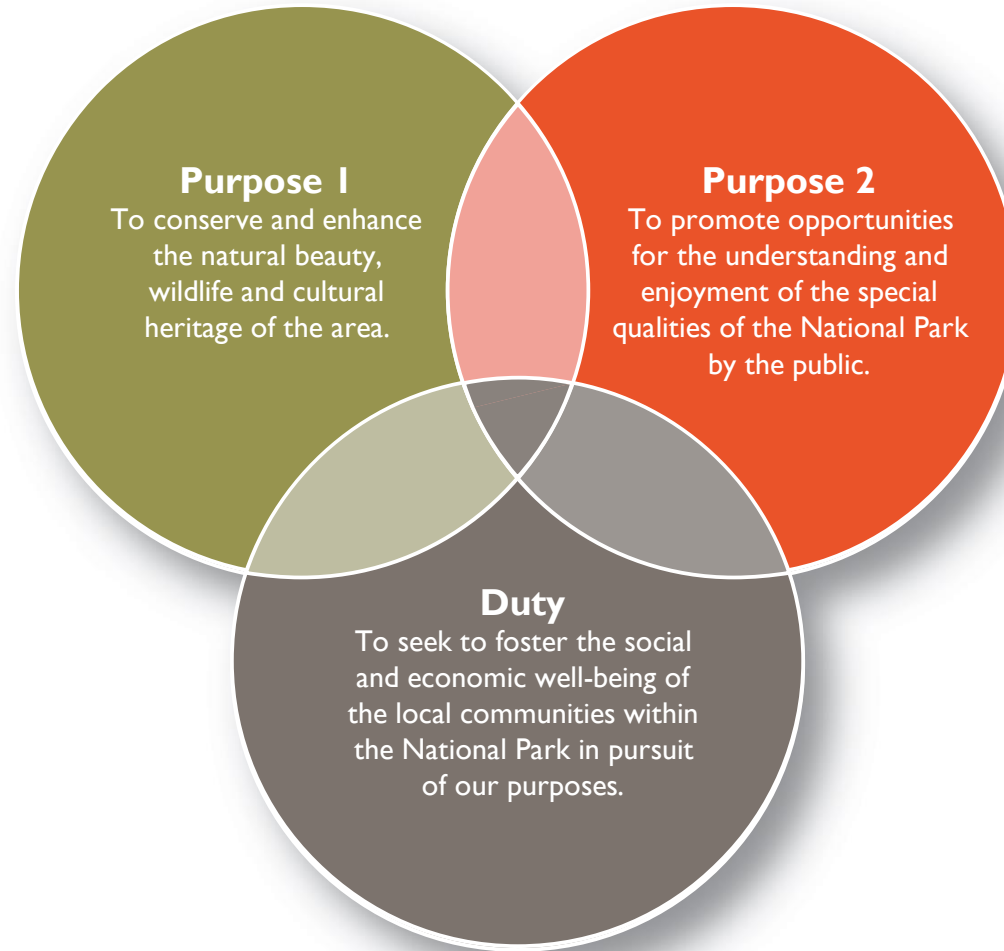 Purpose 1
To conserve and enhance
the natural beauty,
wildlife and cultural
heritage of the area.
Purpose 2
To promote opportunities
for the understanding and
enjoyment of the special
qualities of the National Park
by the public.
Duty
To seek to foster the social
and economic well-being of
the local communities within
the National Park in pursuit
of our purposes.